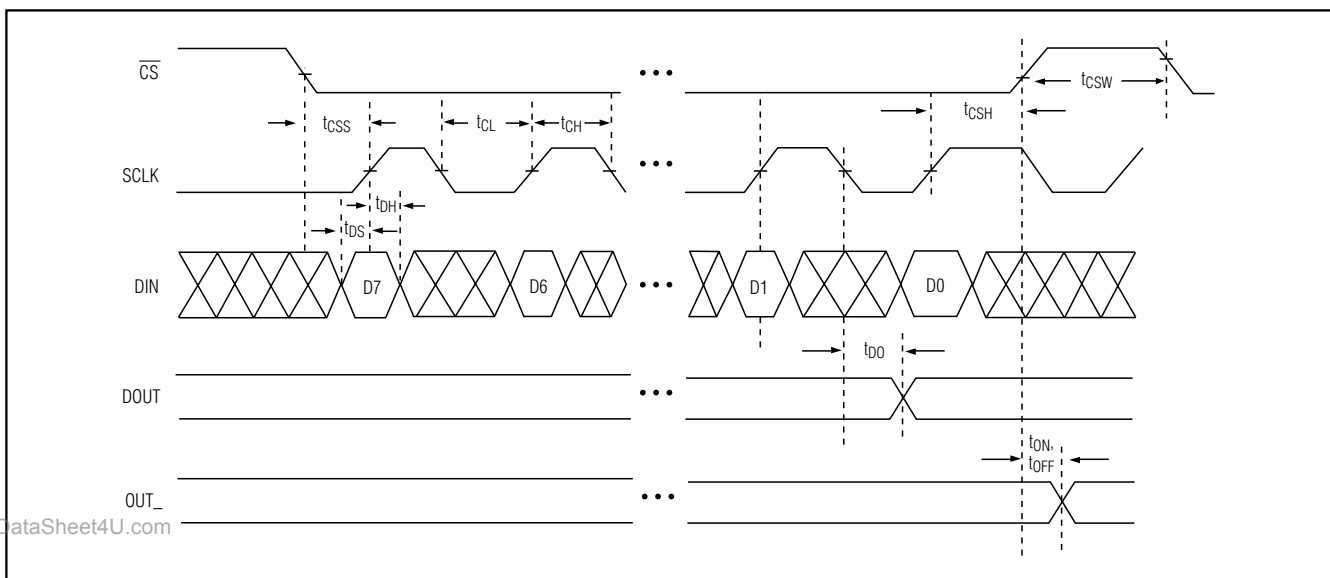 CS
tCSW
tCSS
tCL
tCH
tCSH
SCLK
tDH
tDS
DIN
D7
D6
D1
D0
tDO
DOUT
tON,
tOFF
OUT_
DataSheet4U.com